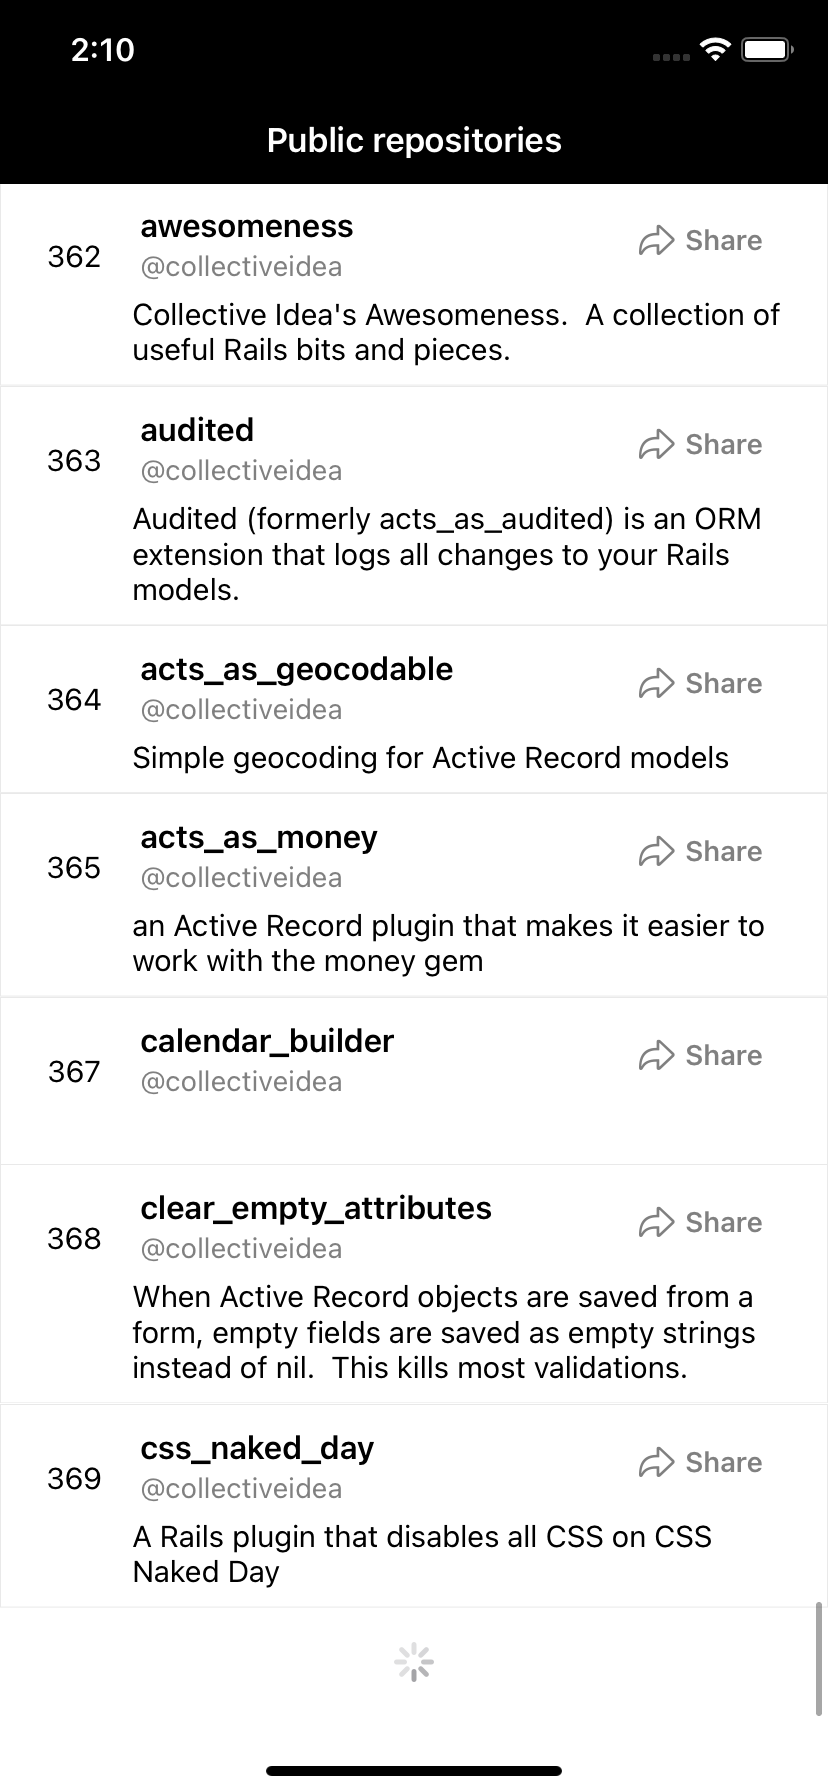 2:10
Public repositories
362
awesomeness
@collectiveidea
Share
Collective Idea's Awesomeness.  A collection of
useful Rails bits and pieces.
363
audited
@collectiveidea
Share
Audited (formerly acts_as_audited) is an ORM
extension that logs all changes to your Rails
models.
364
acts_as_geocodable
@collectiveidea
Share
Simple geocoding for Active Record models
365
acts_as_money
@collectiveidea
Share
an Active Record plugin that makes it easier to
work with the money gem
367
calendar_builder
@collectiveidea
Share
368
clear_empty_attributes
@collectiveidea
Share
When Active Record objects are saved from a
form, empty fields are saved as empty strings
instead of nil.  This kills most validations.
369
css_naked_day
@collectiveidea
Share
A Rails plugin that disables all CSS on CSS
Naked Day